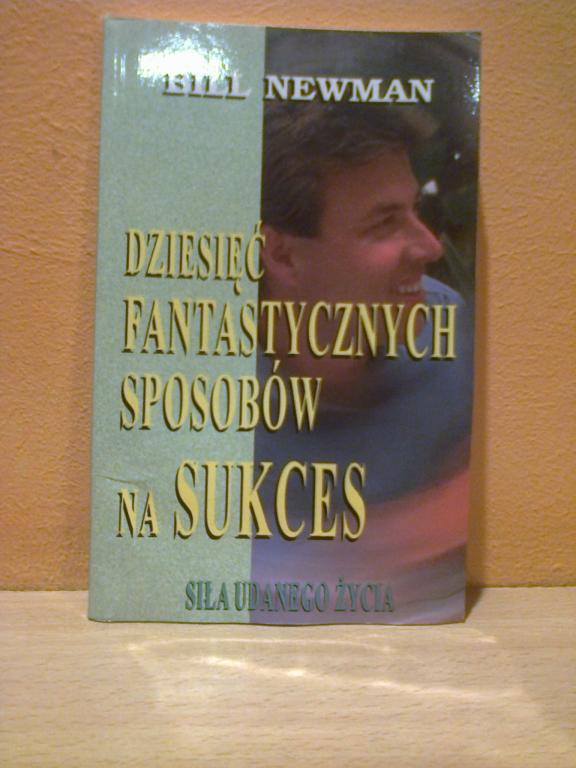 BILL NEWMAN
DZIESIĘĆ
FANTASTYCZNYCH
SPOSOBÓW
NA SUKCES
SIŁA UDANEGO ŻYCIA